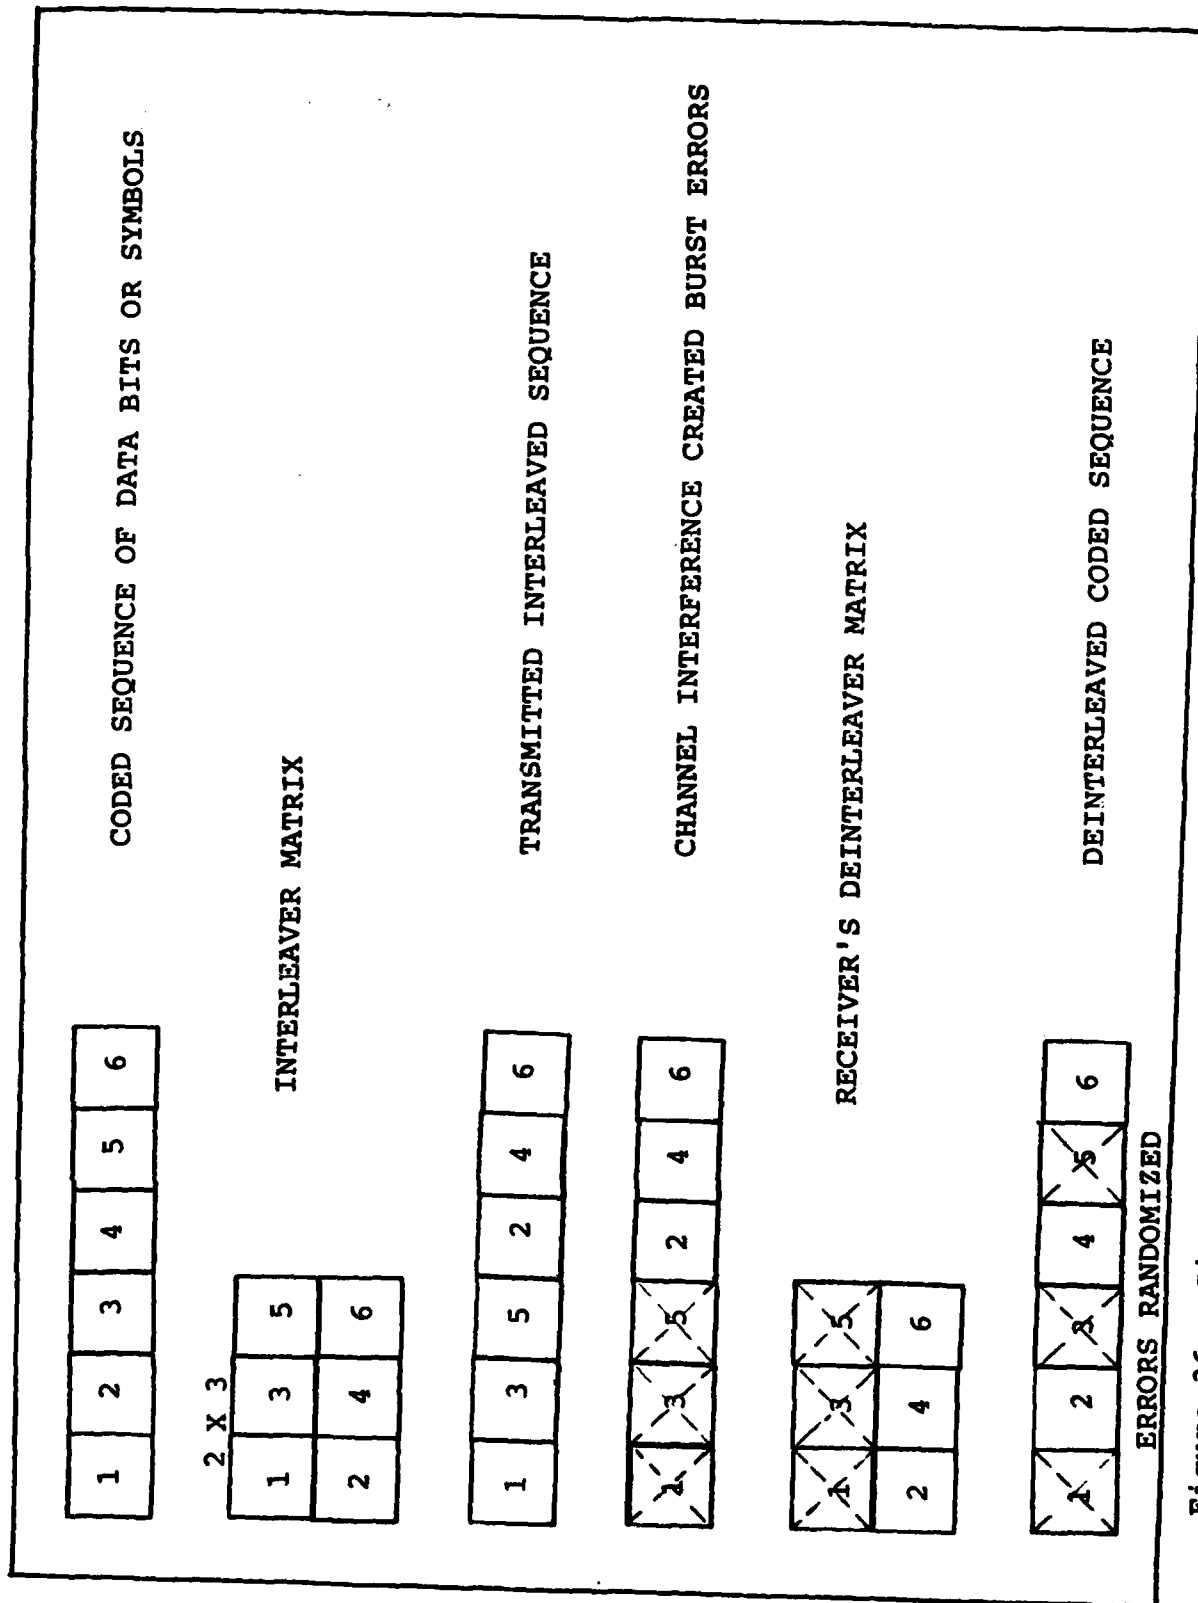 1 2 3 4 5 6
CODED SEQUENCE OF DATA BITS OR SYMBOLS
2 X 3
1 3 5
2 4 6
INTERLEAVER MATRIX
1 3 5 2 4 6
TRANSMITTED INTERLEAVED SEQUENCE
1 3 5 2 4 6
CHANNEL INTERFERENCE CREATED BURST ERRORS
1 3 5
2 4 6
RECEIVER'S DEINTERLEAVER MATRIX
1 2 3 4 5 6
DEINTERLEAVED CODED SEQUENCE
ERRORS RANDOMIZED